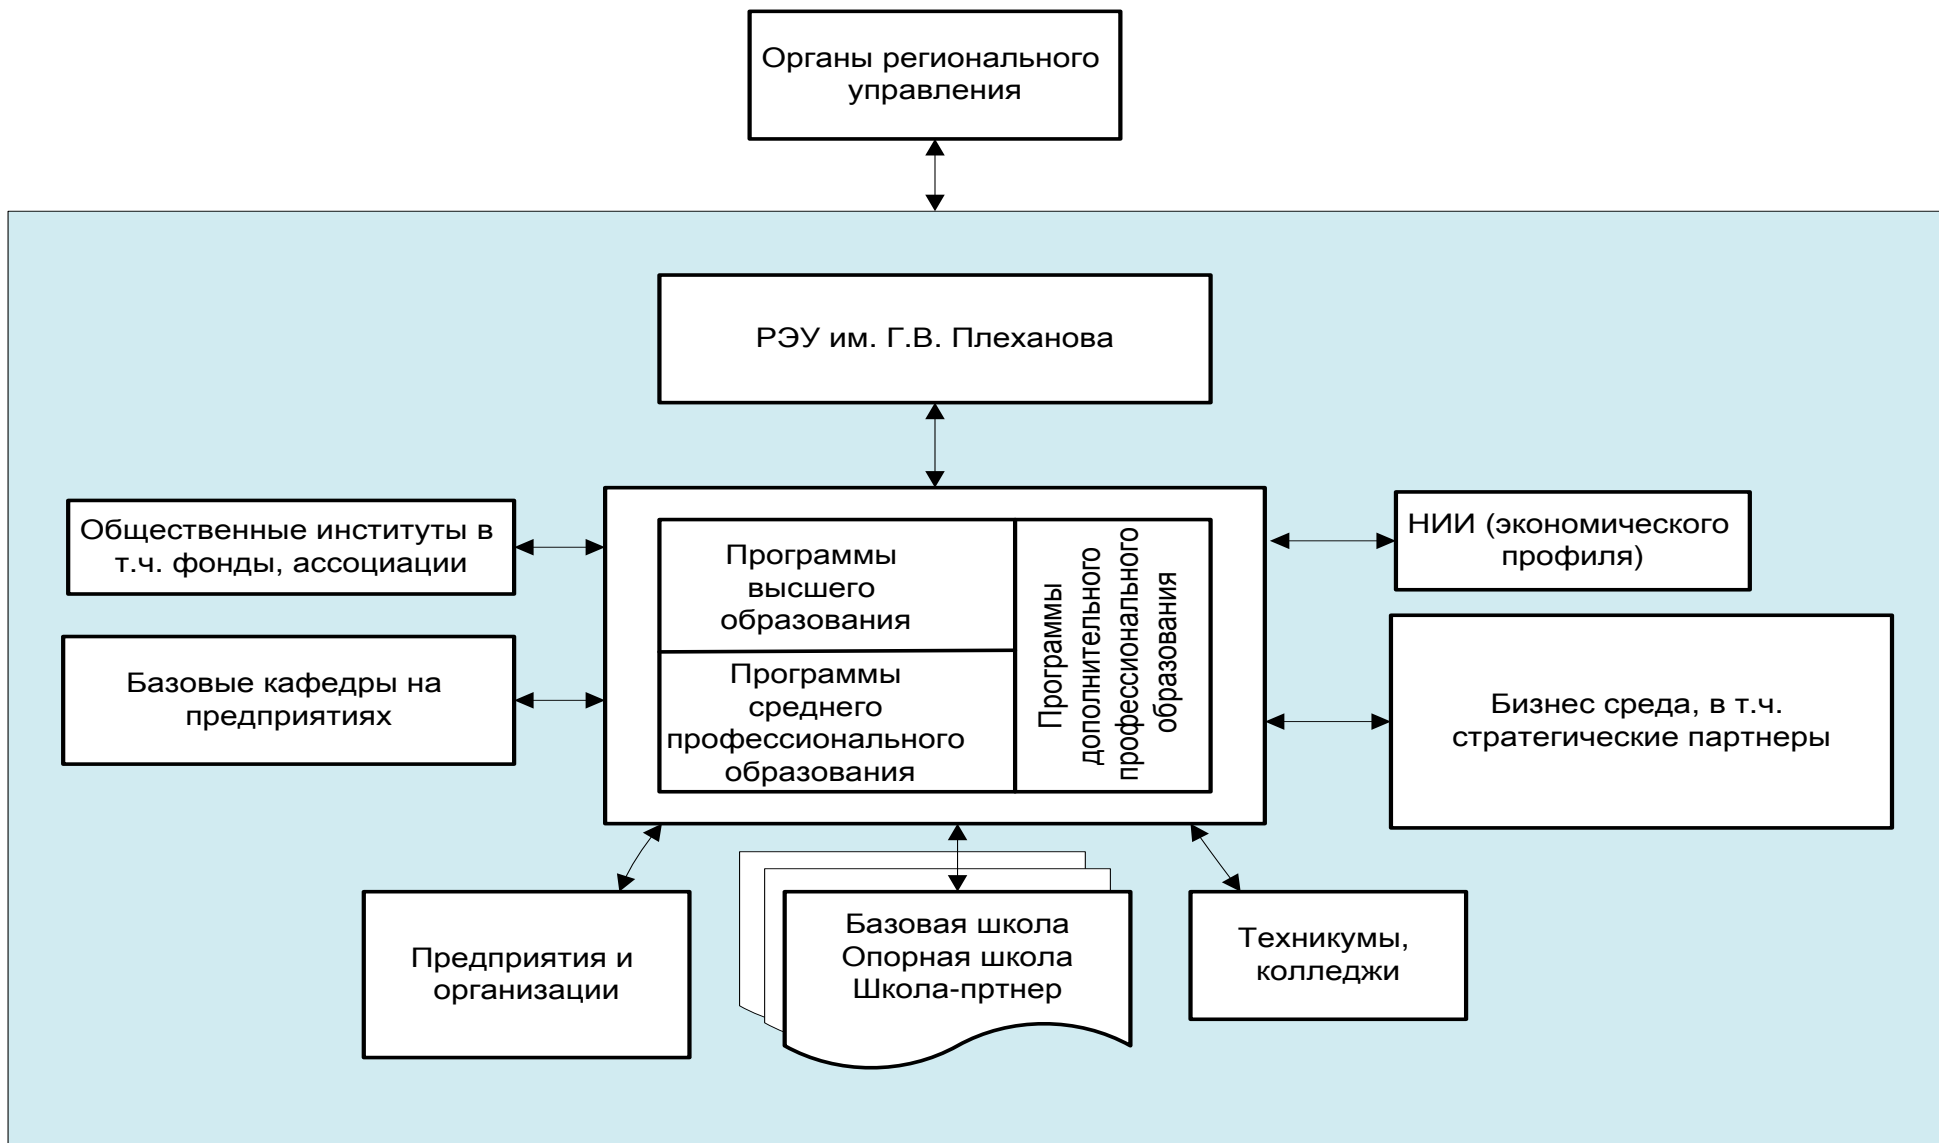 Органы регионального
управления
РЭУ им. Г.В. Плеханова
Общественные институты в
т.ч. фонды, ассоциации
Базовые кафедры на
предприятиях
Программы
высшего
образования
Программы
среднего
профессионального
образования
Программы
дополнительного
профессионального
образования
НИИ (экономического
профиля)
Бизнес среда, в т.ч.
стратегические партнеры
Предприятия и
организации
Базовая школа
Опорная школа
Школа-пртнер
Техникумы,
колледжи